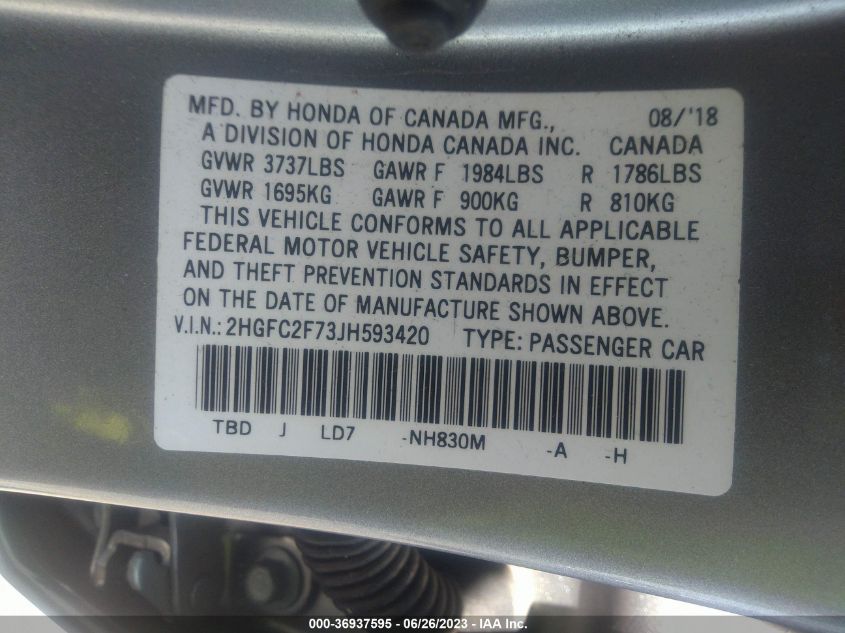 MFD. BY HONDA OF CANADA MFG., 08/'18
A DIVISION OF HONDA CANADA INC. CANADA
GVWR 3737LBS GAWR F 1984LBS R 1786LBS
GVWR 1695KG GAWR F 900KG R 810KG
THIS VEHICLE CONFORMS TO ALL APPLICABLE
FEDERAL MOTOR VEHICLE SAFETY, BUMPER,
AND THEFT PREVENTION STANDARDS IN EFFECT
ON THE DATE OF MANUFACTURE SHOWN ABOVE.
V.I.N.: 2HGFC2F73JH593420 TYPE: PASSENGER CAR
TBD J LD7 -NH830M -A -H
000-36937595 - 06/26/2023 - IAA Inc.